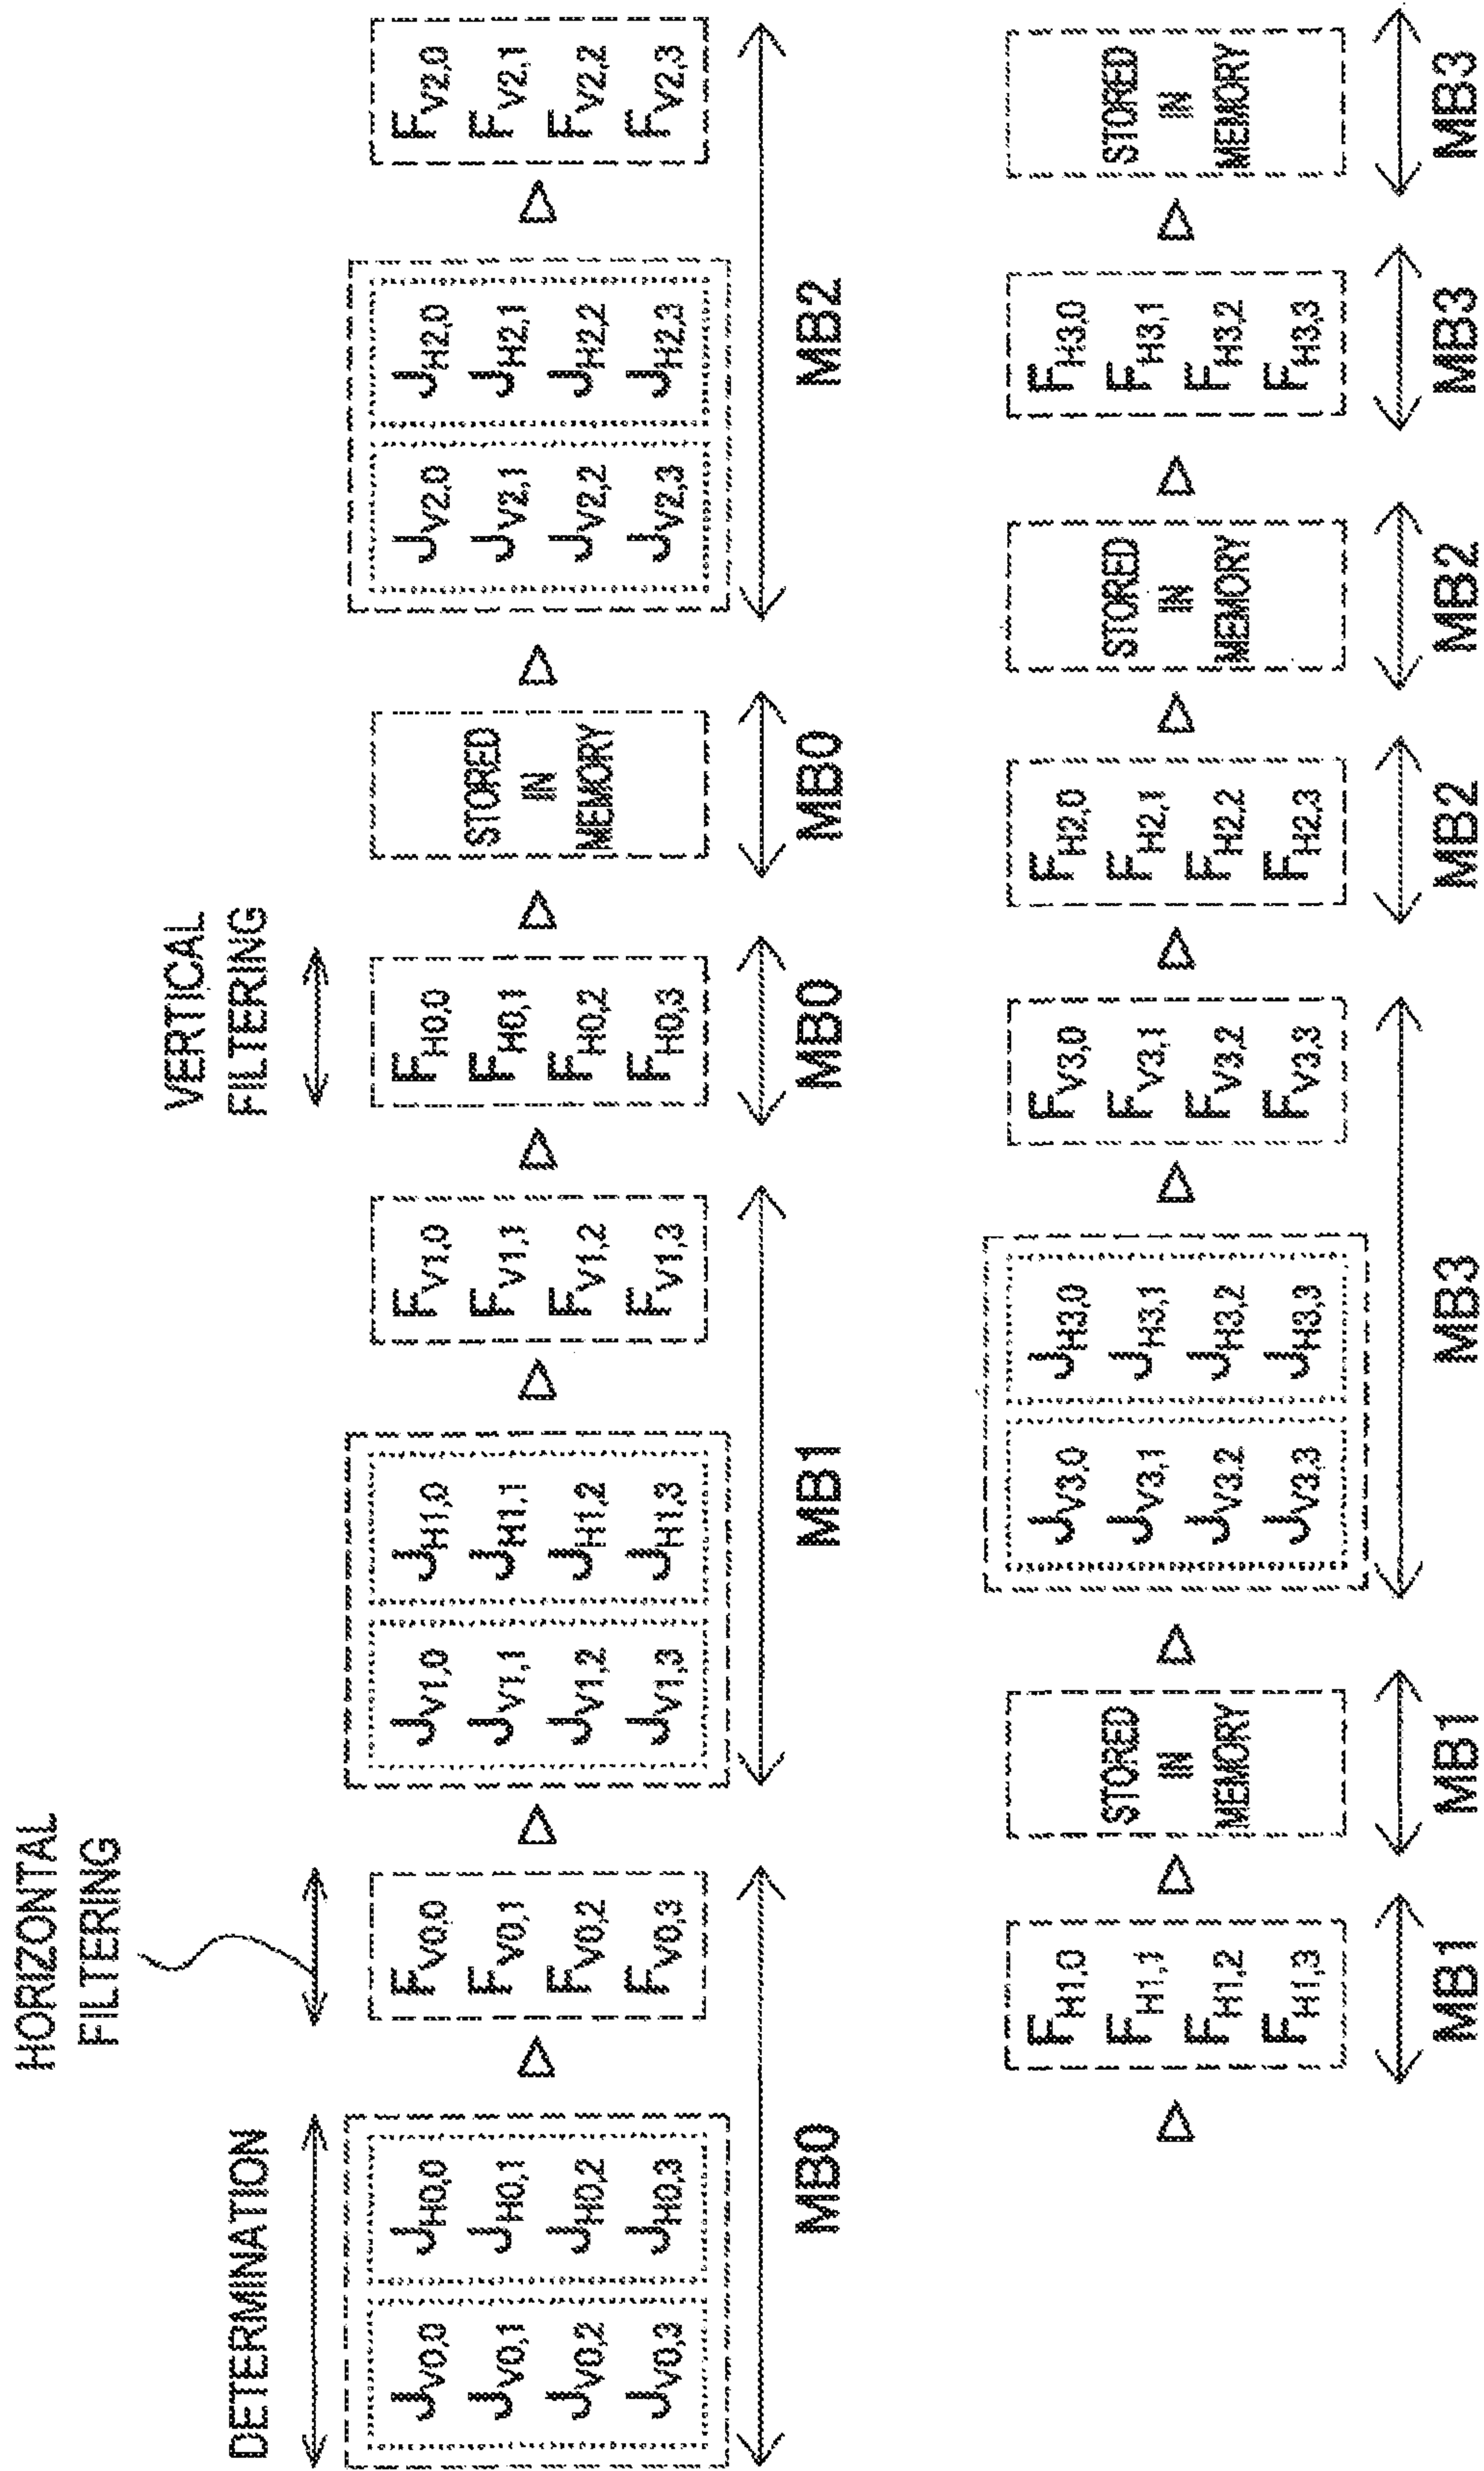 DETERMINATION
HORIZONTAL
FILTERING
VERTICAL
FILTERING
JV0,0 JH0,0
JV0,1 JH0,1
JV0,2 JH0,2
JV0,3 JH0,3
FV0,0
FV0,1
FV0,2
FV0,3
JV1,0 JH1,0
JV1,1 JH1,1
JV1,2 JH1,2
JV1,3 JH1,3
FV1,0
FV1,1
FV1,2
FV1,3
FH0,0
FH0,1
FH0,2
FH0,3
STORED
IN
MEMORY
JV2,0 JH2,0
JV2,1 JH2,1
JV2,2 JH2,2
JV2,3 JH2,3
FV2,0
FV2,1
FV2,2
FV2,3
MB0 MB1 MB0 MB0 MB2
FH1,0
FH1,1
FH1,2
FH1,3
STORED
IN
MEMORY
JV3,0 JH3,0
JV3,1 JH3,1
JV3,2 JH3,2
JV3,3 JH3,3
FV3,0
FV3,1
FV3,2
FV3,3
FH2,0
FH2,1
FH2,2
FH2,3
STORED
IN
MEMORY
FH3,0
FH3,1
FH3,2
FH3,3
STORED
IN
MEMORY
MB1 MB1 MB3 MB2 MB2 MB3 MB3